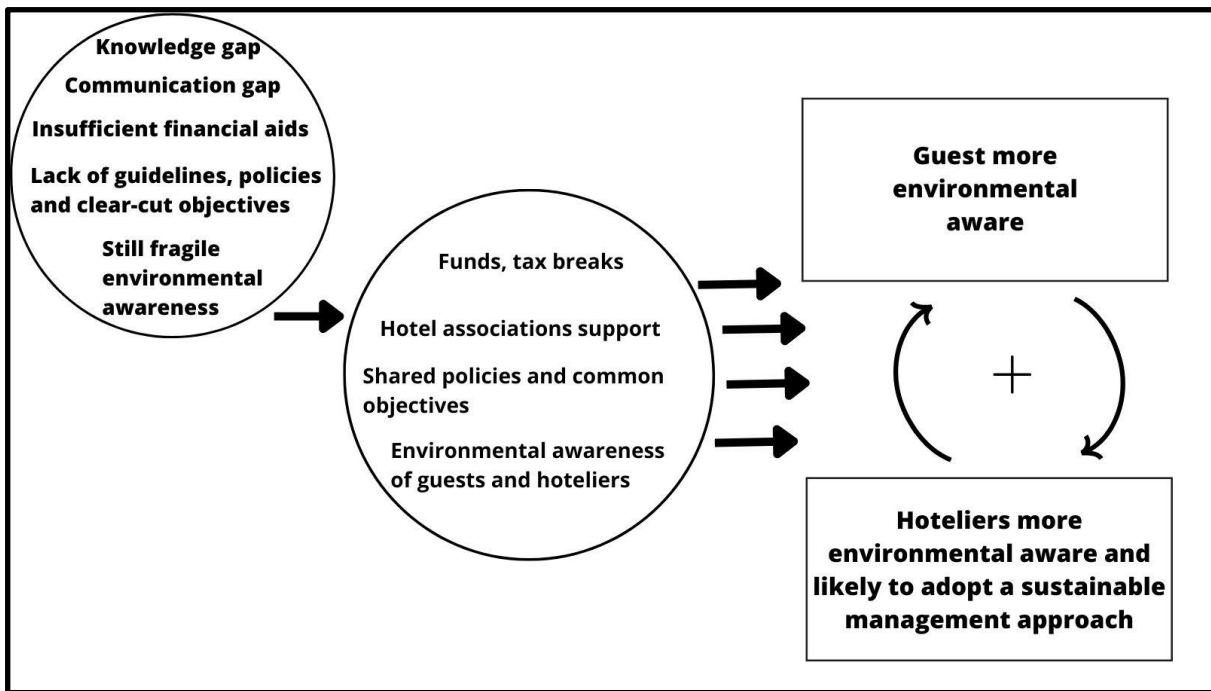 Knowledge gap
Communication gap
Insufficient financial aids
Lack of guidelines, policies
and clear-cut objectives
Still fragile
environmental
awareness
Funds, tax breaks
Hotel associations support
Shared policies and common
objectives
Environmental awareness
of guests and hoteliers
Guest more
environmental
aware
+
Hoteliers more
environmental aware and
likely to adopt a sustainable
management approach